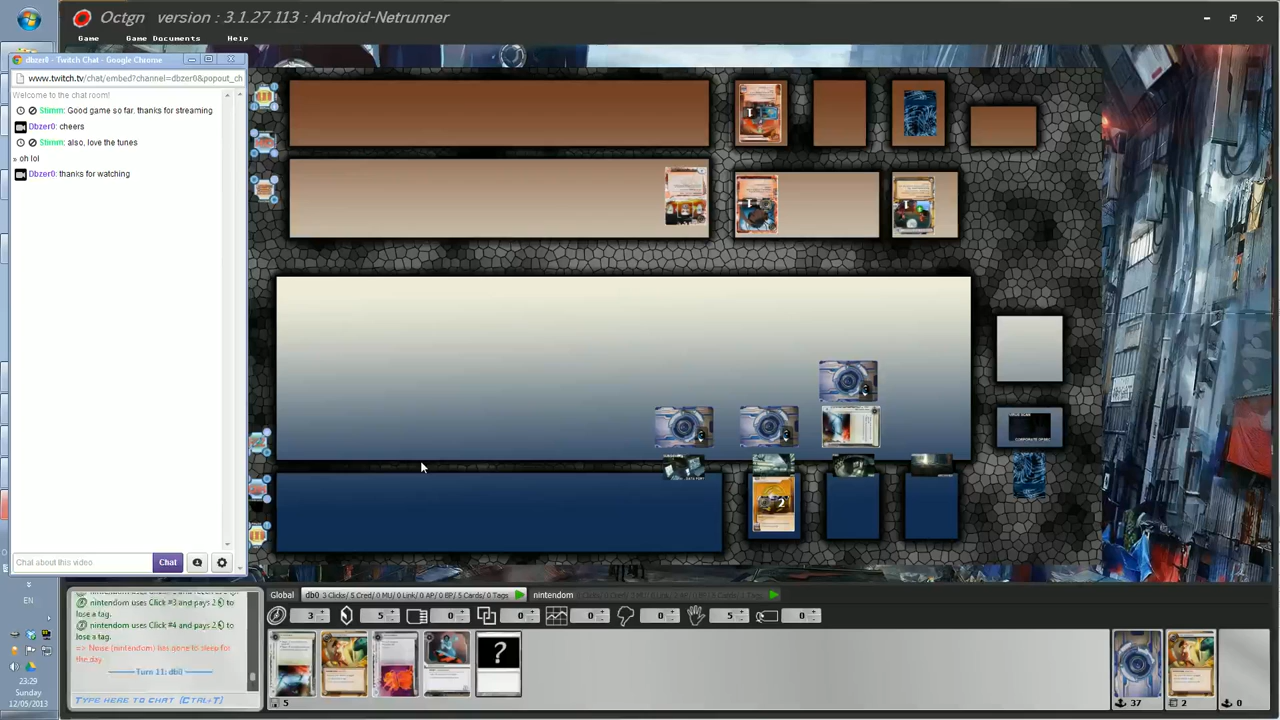 Octgn version : 3.1.27.113 : Android-Netrunner
Game Game Documents Help
dbzer0 - Twitch Chat - Google Chrome
www.twitch.tv/chat/embed?channel=dbzer0&popout_ch
Welcome to the chat room!
Stimm: Good game so far. thanks for streaming
Dbzer0: cheers
Stimm: also, love the tunes
» oh lol
Dbzer0: thanks for watching
Chat about this video
Chat
nintendom uses Click #3 and pays 2 to
lose a tag.
nintendom uses Click #4 and pays 2 to
lose a tag.
=> Noise (nintendom) has gone to sleep for
the day.
TYPE HERE TO CHAT (CTRL+T)
Global db0 3 Clicks/ 5 Cred/ 0 MU/ 0 Link/ 0 AP/ 0 BP/ 5 Cards/ 0 Tags nintendom
3 5 0 0 0 0 5 0
?
5
37 2 0
EN
23:29
Sunday
12/05/2013